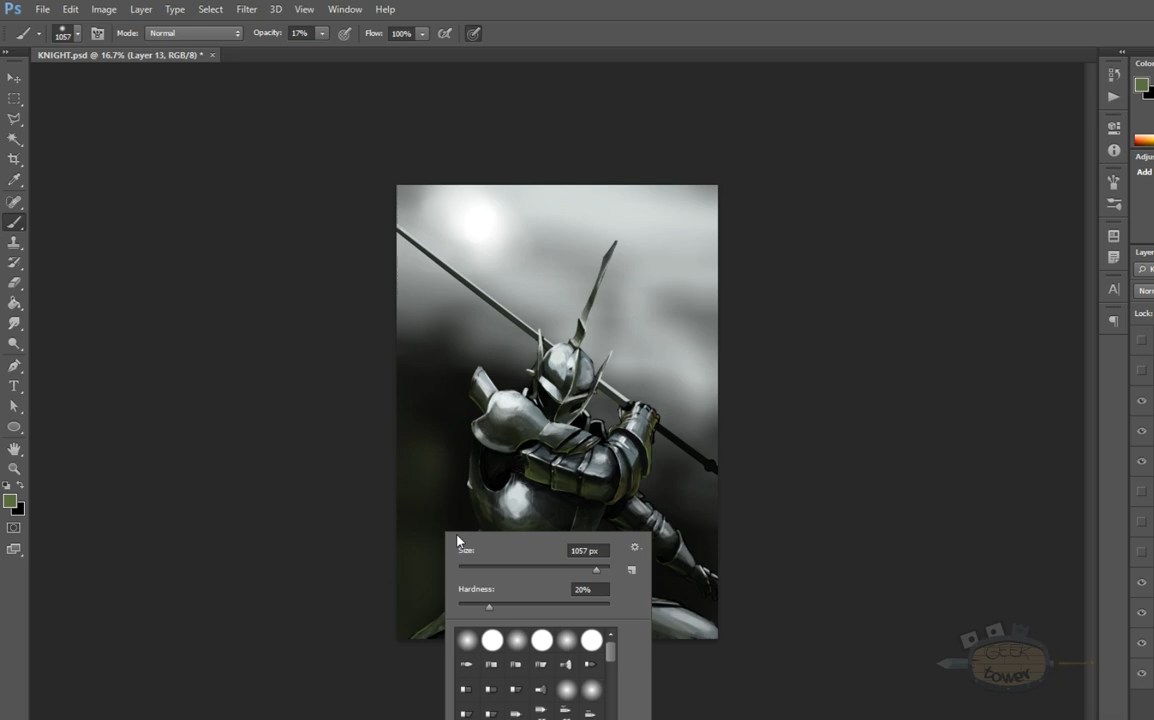 Ps File Edit Image Layer Type Select Filter 3D View Window Help
1057 Mode: Normal Opacity: 17% Flow: 100%
KNIGHT.psd @ 16.7% (Layer 13, RGB/8) * ×
Color
Adjus
Add
Layer
Norm
Lock:
T
A|
Size: 1057 px
Hardness: 20%
GEEK
tower